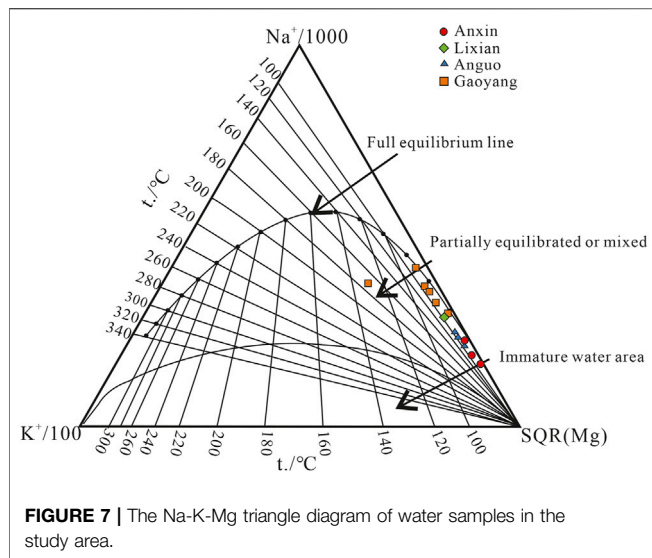 Na⁺/1000
Anxin
Lixian
Anguo
Gaoyang
100
120
140
160
180
200
220
240
260
280
300
320
340
t./°C
Full equilibrium line
Partially equilibrated or mixed
Immature water area
K⁺/100
SQR(Mg)
300
260
240
220
200
180
160
140
120
100
t./°C
FIGURE 7 | The Na-K-Mg triangle diagram of water samples in the
study area.